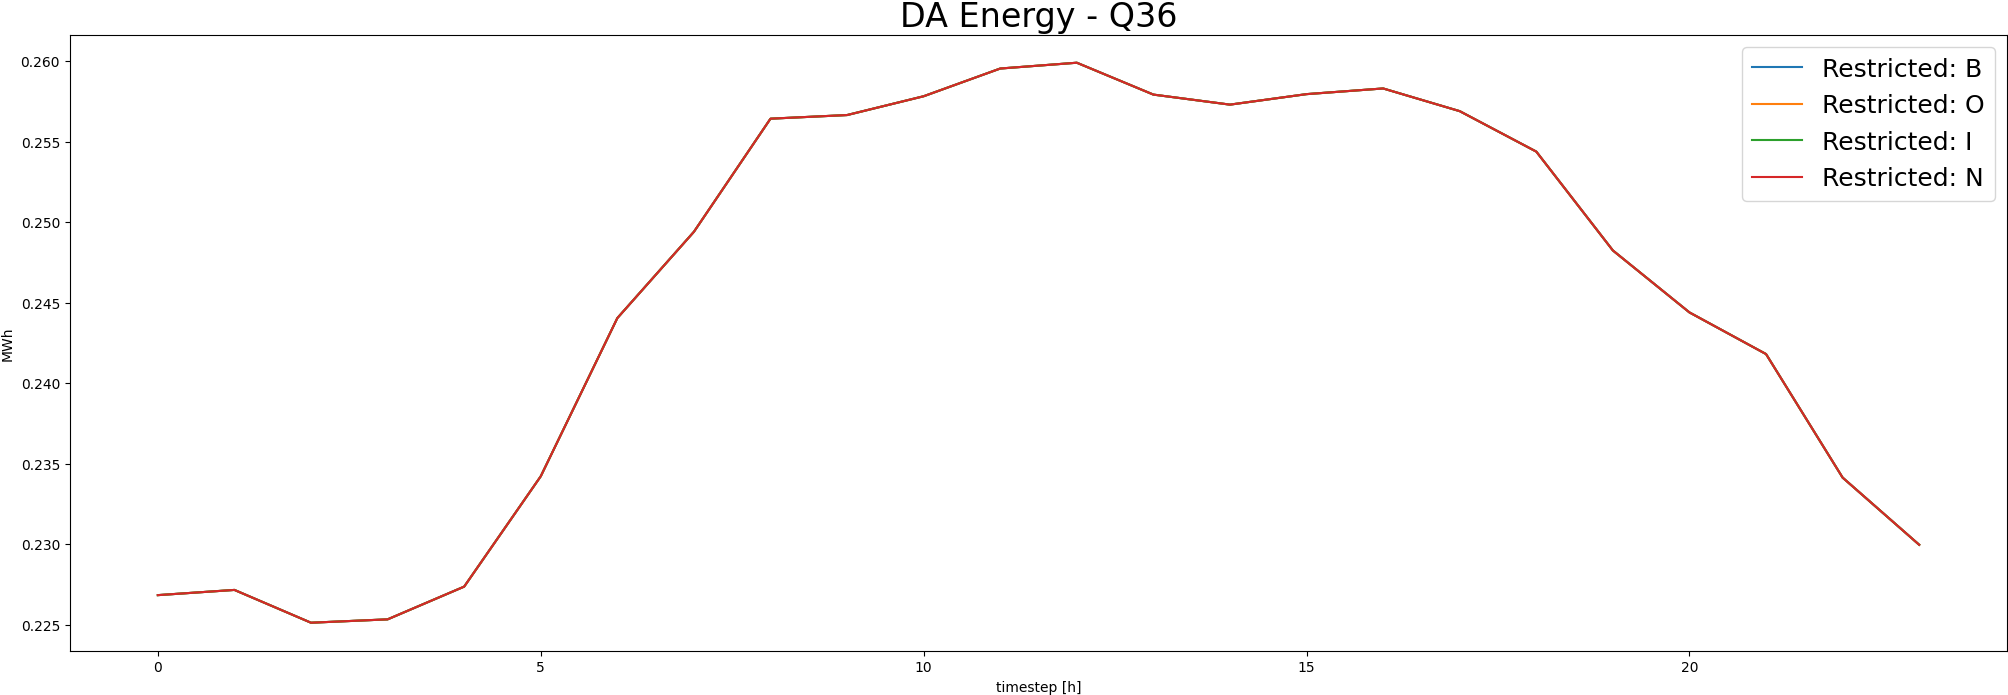 DA Energy - Q36
Restricted: B
Restricted: O
Restricted: I
Restricted: N
0.260
0.255
0.250
0.245
0.240
0.235
0.230
0.225
MWh
0 5 10 15 20
timestep [h]